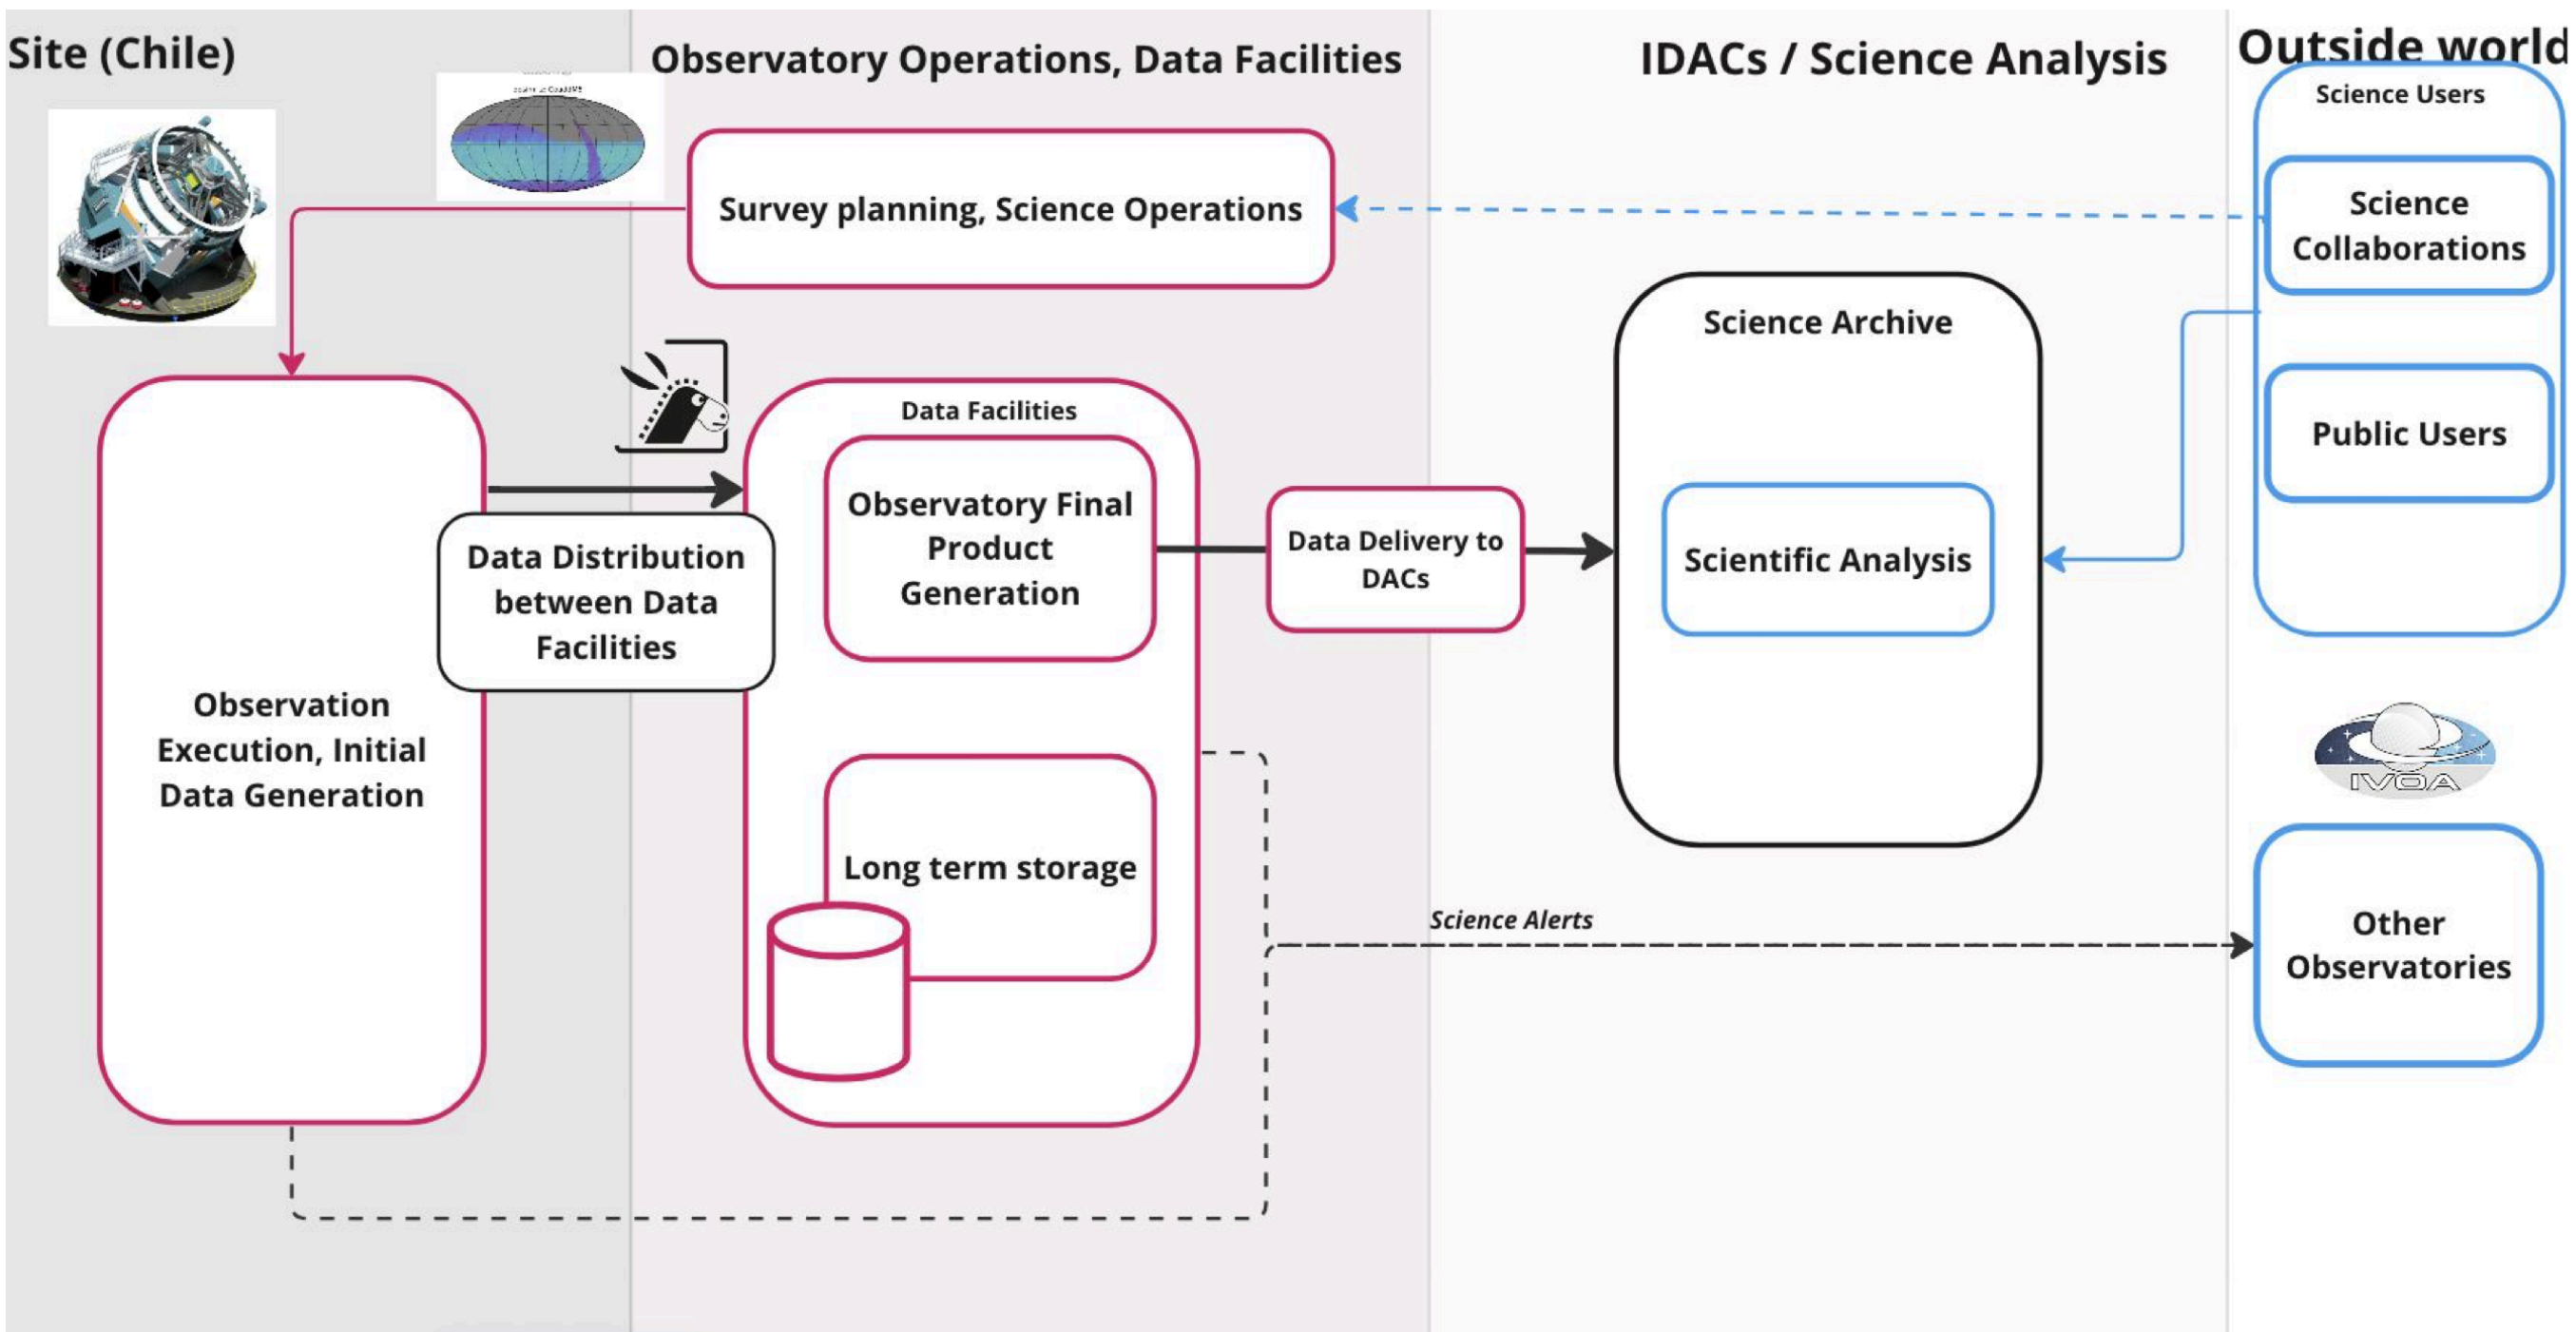 Site (Chile)
Observatory Operations, Data Facilities
IDACs / Science Analysis
Outside world
Science Users
Survey planning, Science Operations
Science
Collaborations
Science Archive
Data Facilities
Public Users
Observatory Final
Product
Generation
Data Distribution
between Data
Facilities
Data Delivery to
DACs
Scientific Analysis
Observation
Execution, Initial
Data Generation
IVOA
Long term storage
Science Alerts
Other
Observatories